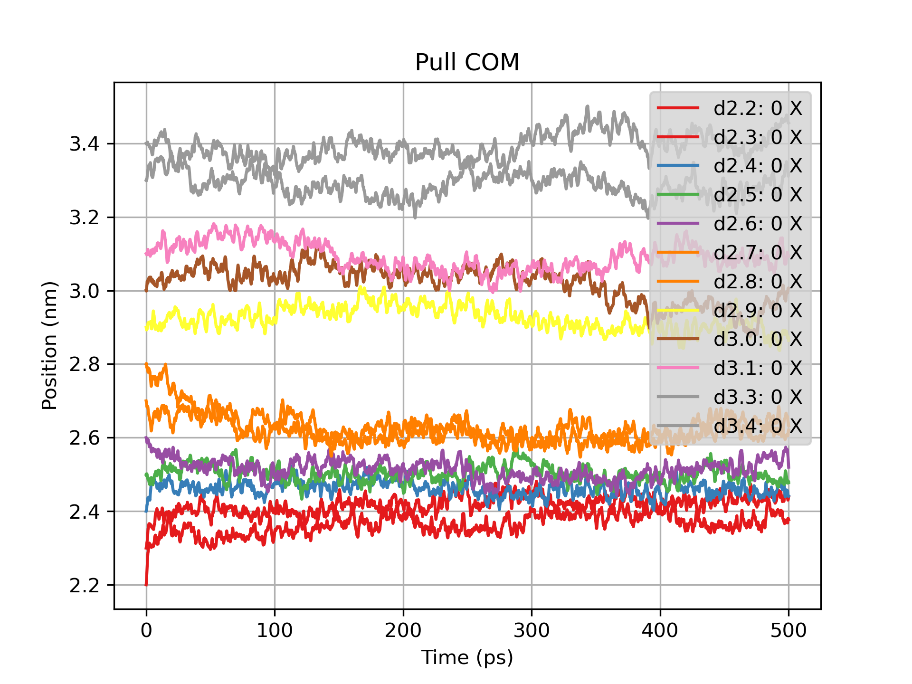 Pull COM
Position (nm)
3.4
3.2
3.0
2.8
2.6
2.4
2.2
d2.2: 0 X
d2.3: 0 X
d2.4: 0 X
d2.5: 0 X
d2.6: 0 X
d2.7: 0 X
d2.8: 0 X
d2.9: 0 X
d3.0: 0 X
d3.1: 0 X
d3.3: 0 X
d3.4: 0 X
0 100 200 300 400 500
Time (ps)